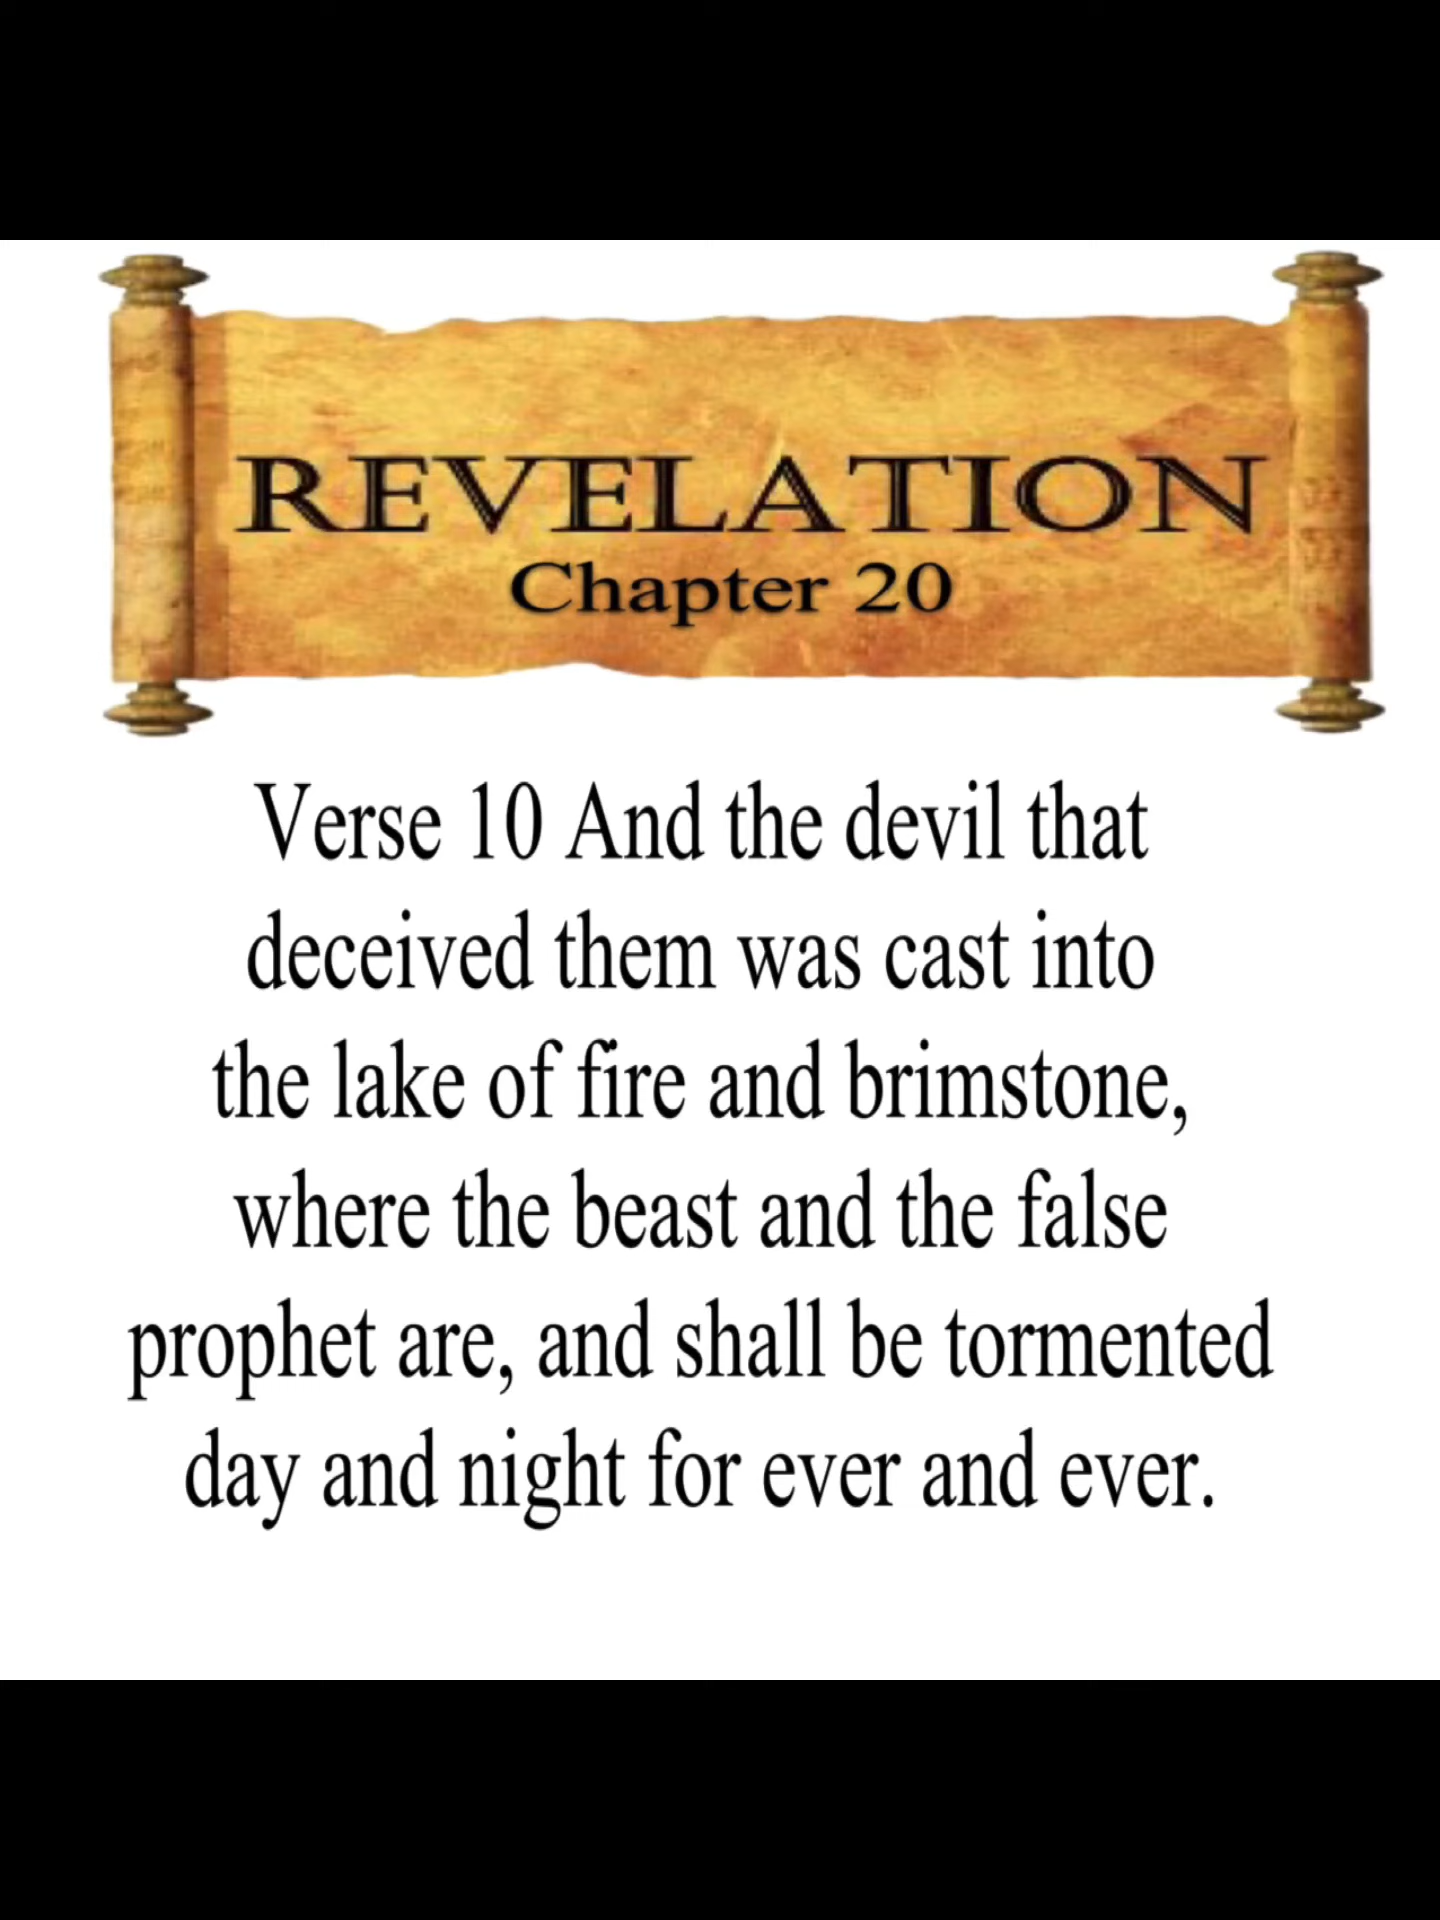 REVELATION
Chapter 20
Verse 10 And the devil that
deceived them was cast into
the lake of fire and brimstone,
where the beast and the false
prophet are, and shall be tormented
day and night for ever and ever.